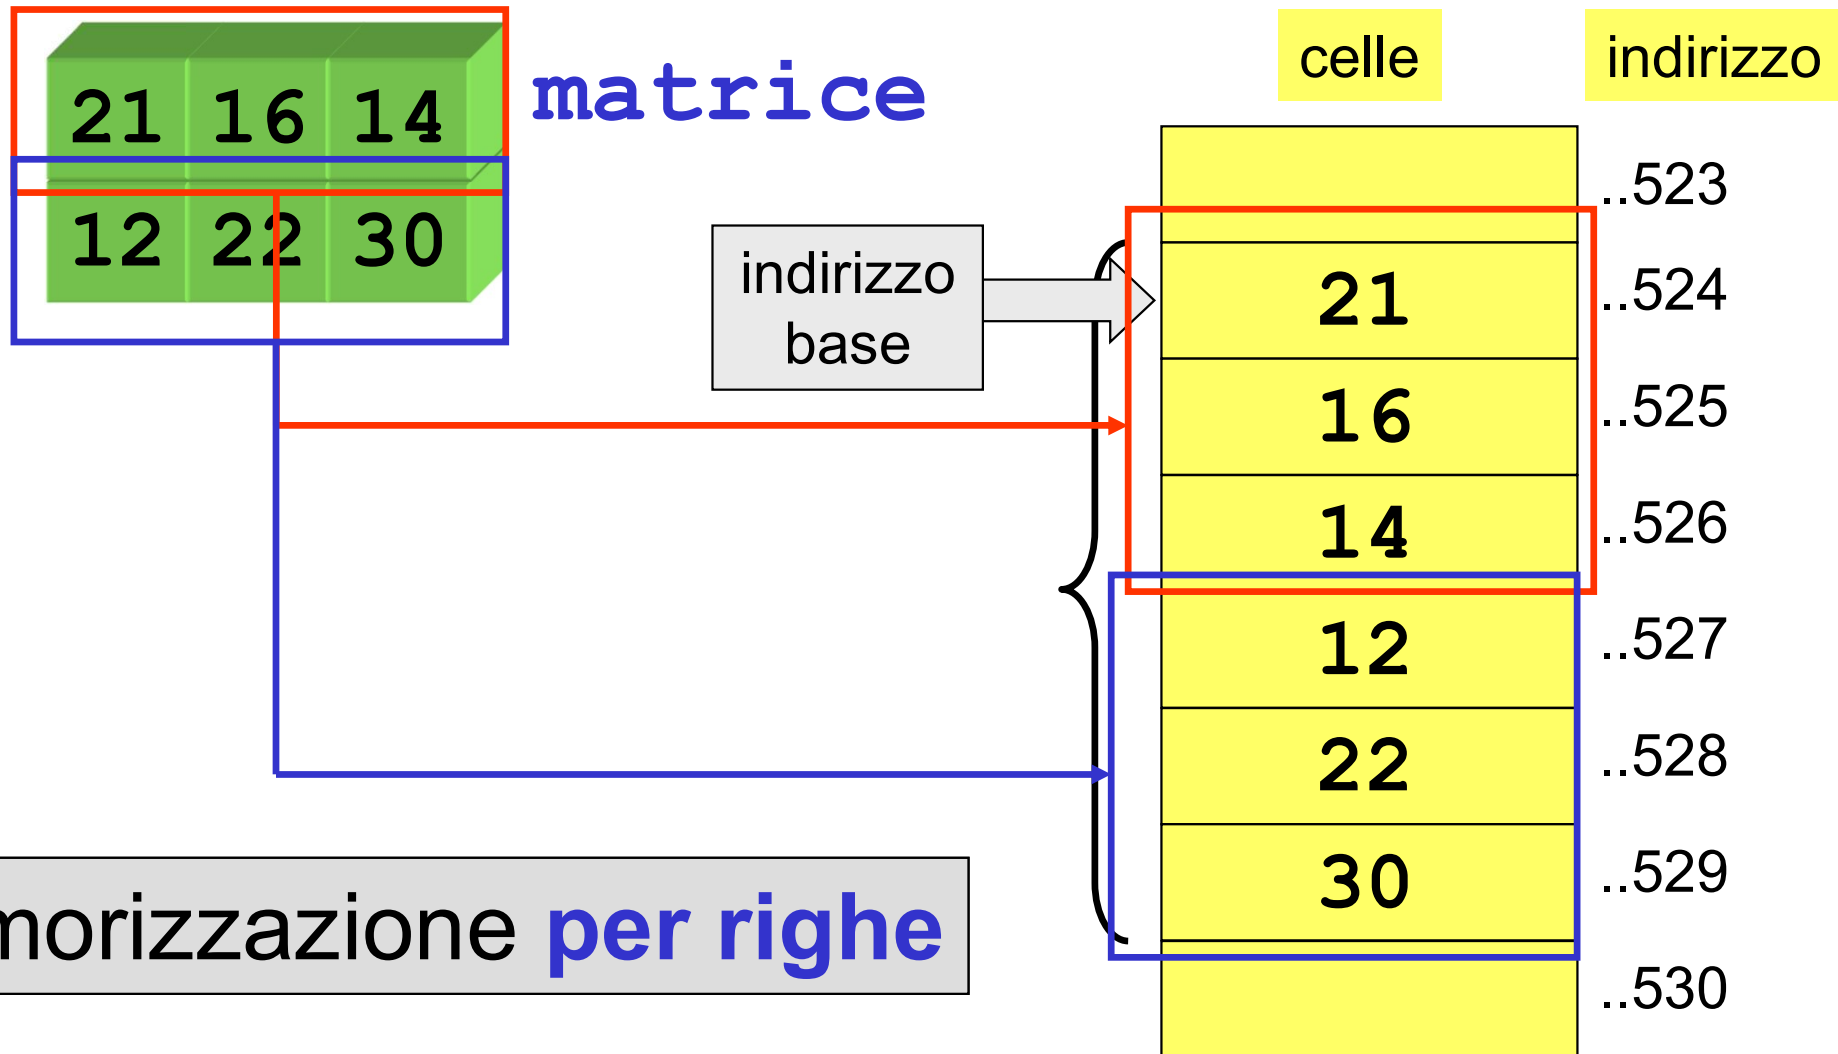 21 16 14
12 22 30
matrice
celle
indirizzo
indirizzo
base
..523
21 ..524
16 ..525
14 ..526
12 ..527
22 ..528
30 ..529
..530
morizzazione per righe